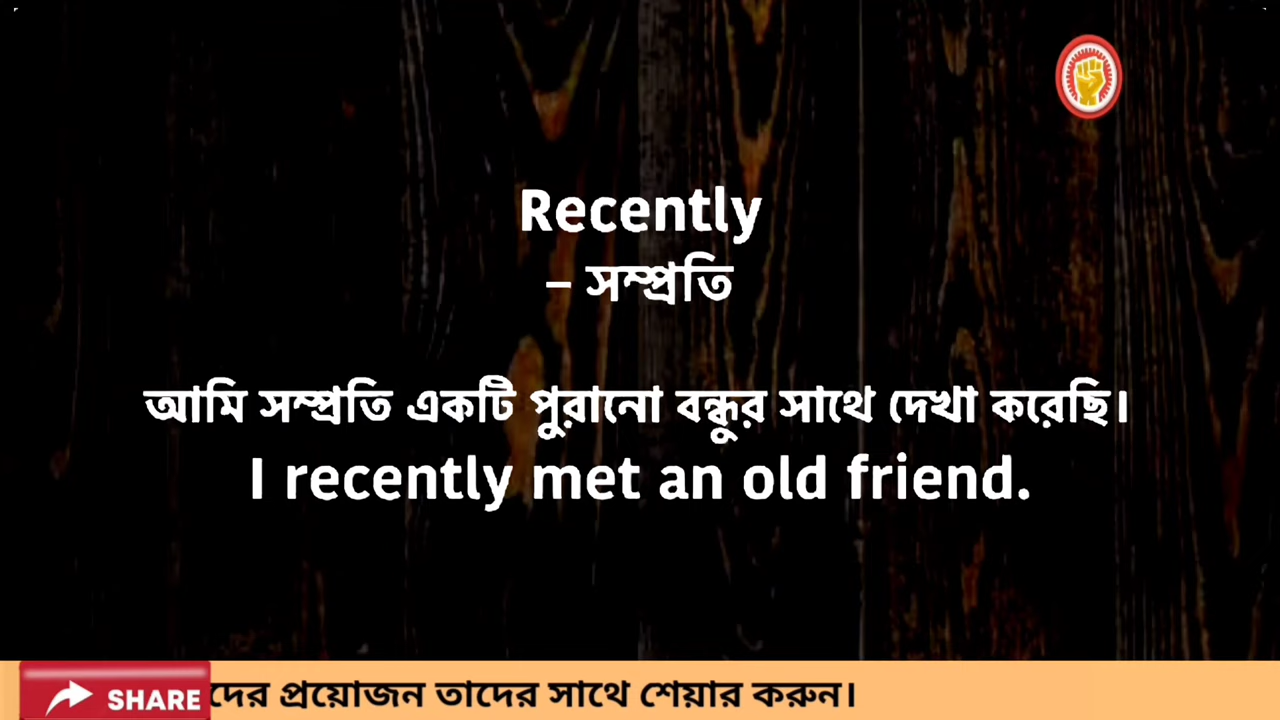 Recently
– সম্প্রতি
আমি সম্প্রতি একটি পুরানো বন্ধুর সাথে দেখা করেছি।
I recently met an old friend.
SHARE
প্রয়োজন তাদের সাথে শেয়ার করুন।